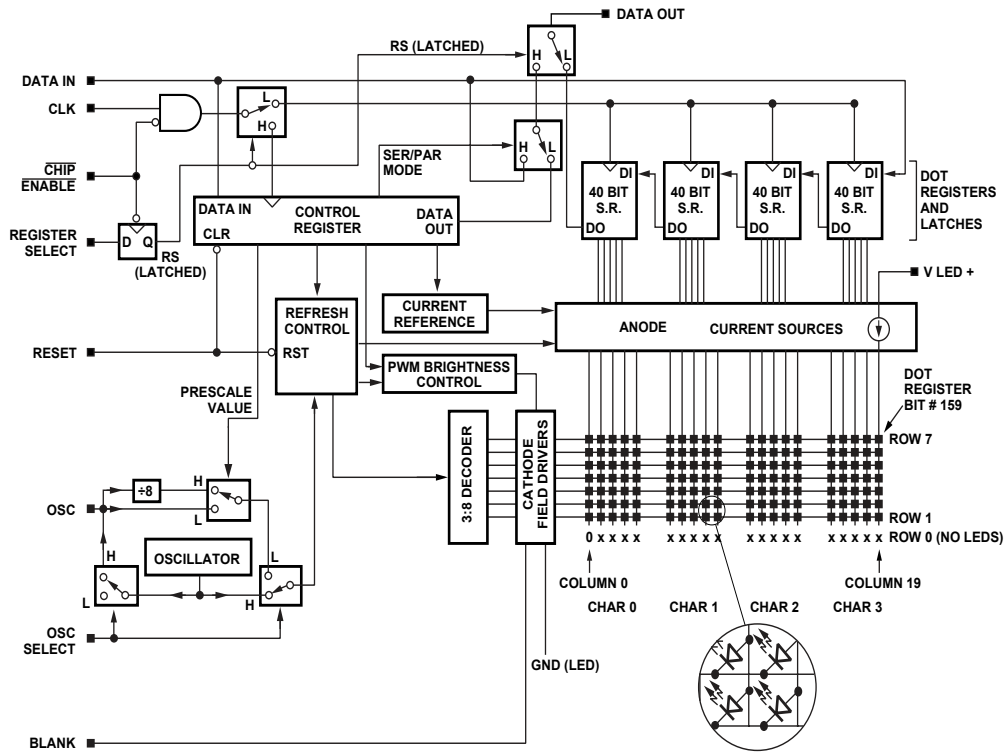 DATA OUT
RS (LATCHED)
H
L
DATA IN
CLK
L
H
SER/PAR
MODE
H
L
CHIP
ENABLE
DI
40 BIT
S.R.
DO
DI
40 BIT
S.R.
DI
40 BIT
S.R.
DI
40 BIT
S.R.
DO
DO
DO
DOT
REGISTERS
AND
LATCHES
DATA IN
CONTROL
REGISTER
DATA
OUT
CLR
REGISTER
SELECT
D Q
RS
(LATCHED)
V LED +
REFRESH
CONTROL
RST
CURRENT
REFERENCE
ANODE
CURRENT SOURCES
RESET
PWM BRIGHTNESS
CONTROL
PRESCALE
VALUE
DOT
REGISTER
BIT # 159
3:8 DECODER
CATHODE
FIELD DRIVERS
ROW 7
ROW 1
ROW 0 (NO LEDS)
0 x x x x
x x x x x
x x x x x
x x x x x
÷8
H
L
OSC
H
L
OSCILLATOR
L
H
COLUMN 0
COLUMN 19
CHAR 0
CHAR 1
CHAR 2
CHAR 3
OSC
SELECT
GND (LED)
BLANK